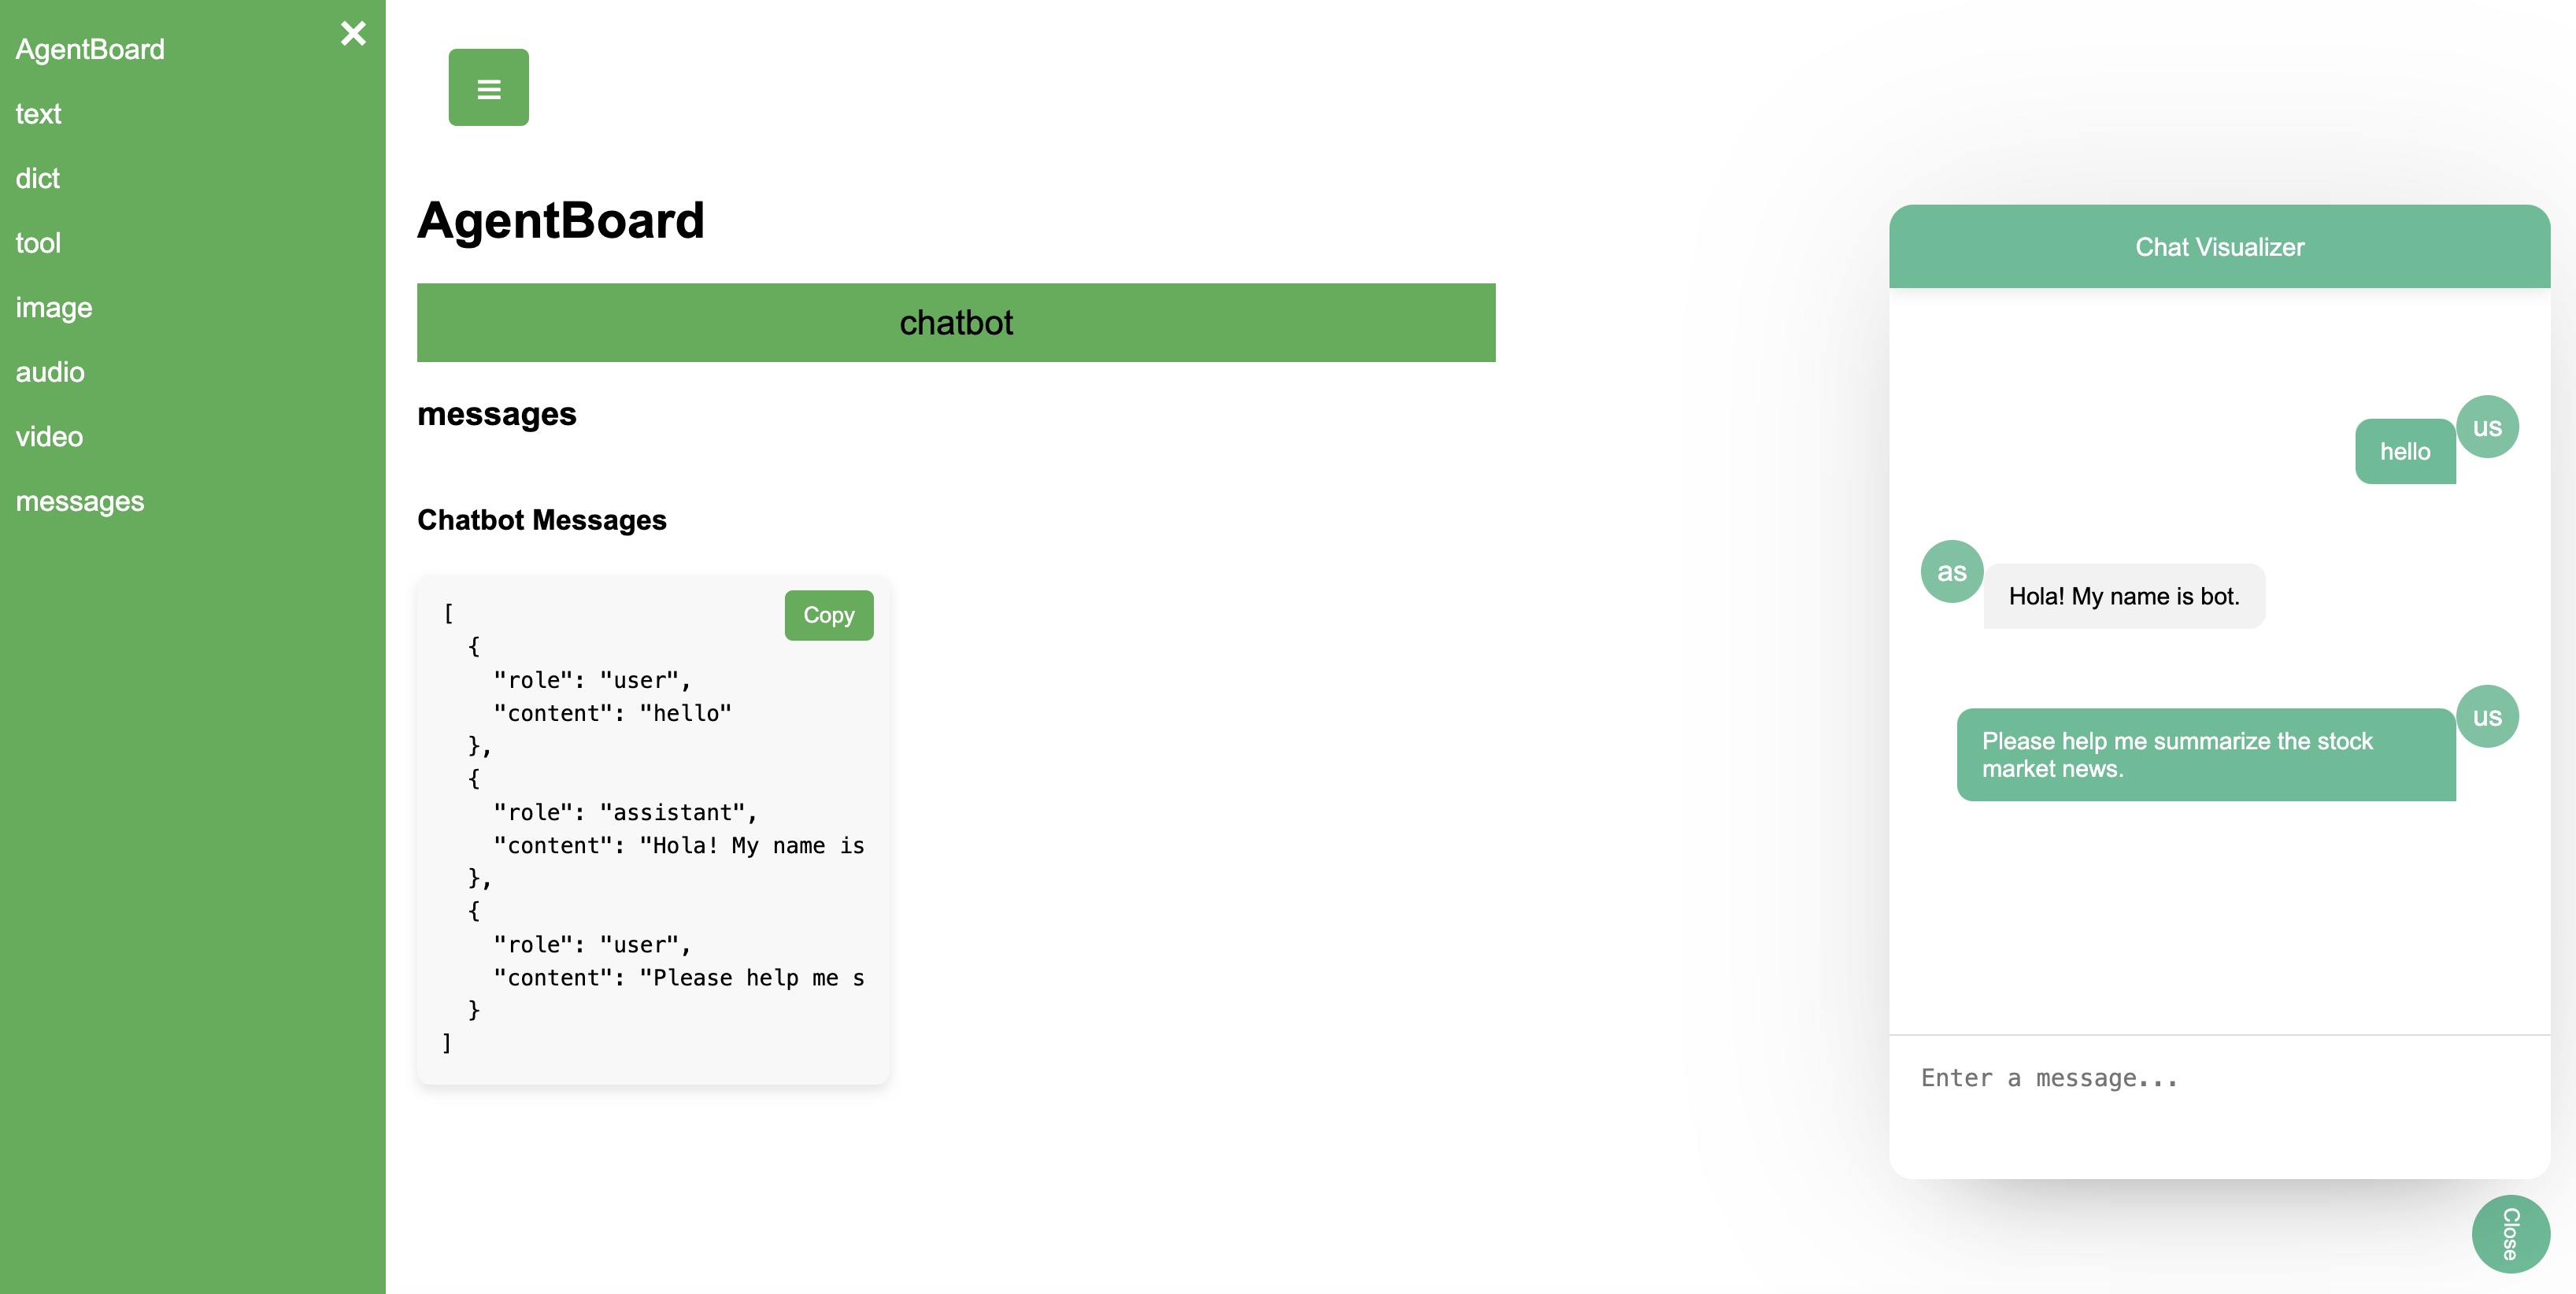 AgentBoard
text
dict
tool
image
audio
video
messages
AgentBoard
chatbot
messages
Chatbot Messages
Copy
[
  {
    "role": "user",
    "content": "hello"
  },
  {
    "role": "assistant",
    "content": "Hola! My name is
  },
  {
    "role": "user",
    "content": "Please help me s
  }
]
Chat Visualizer
us
hello
as
Hola! My name is bot.
us
Please help me summarize the stock
market news.
Enter a message...
Close